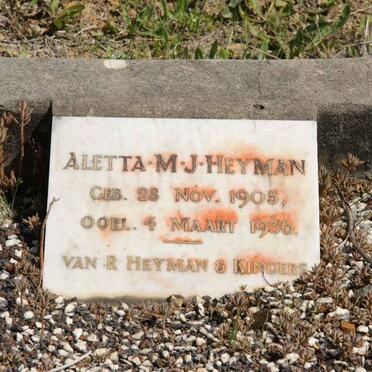 ALETTA·M·J·HEYMAN
GEB. 28 NOV. 1905,
OORL. 4 MAART 1936.
VAN R HEYMAN & KINDERS